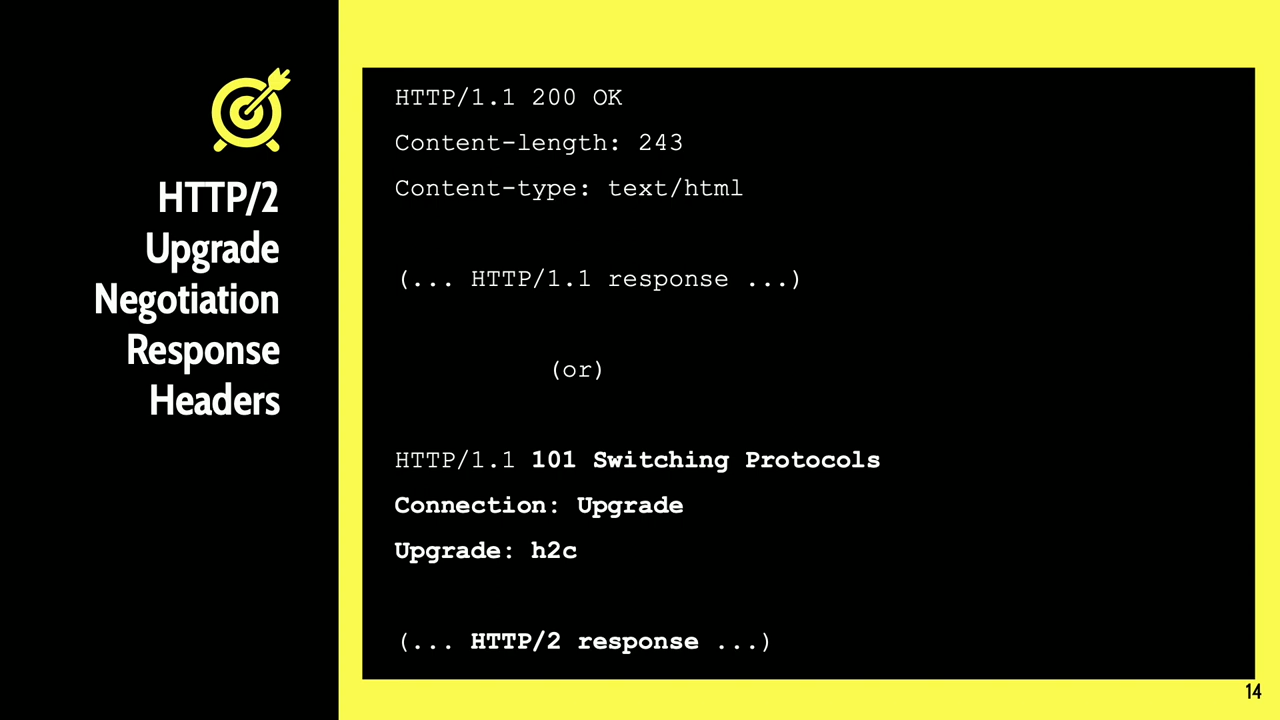 HTTP/2
Upgrade
Negotiation
Response
Headers
HTTP/1.1 200 OK
Content-length: 243
Content-type: text/html
(... HTTP/1.1 response ...)
(or)
HTTP/1.1 101 Switching Protocols
Connection: Upgrade
Upgrade: h2c
(... HTTP/2 response ...)
14